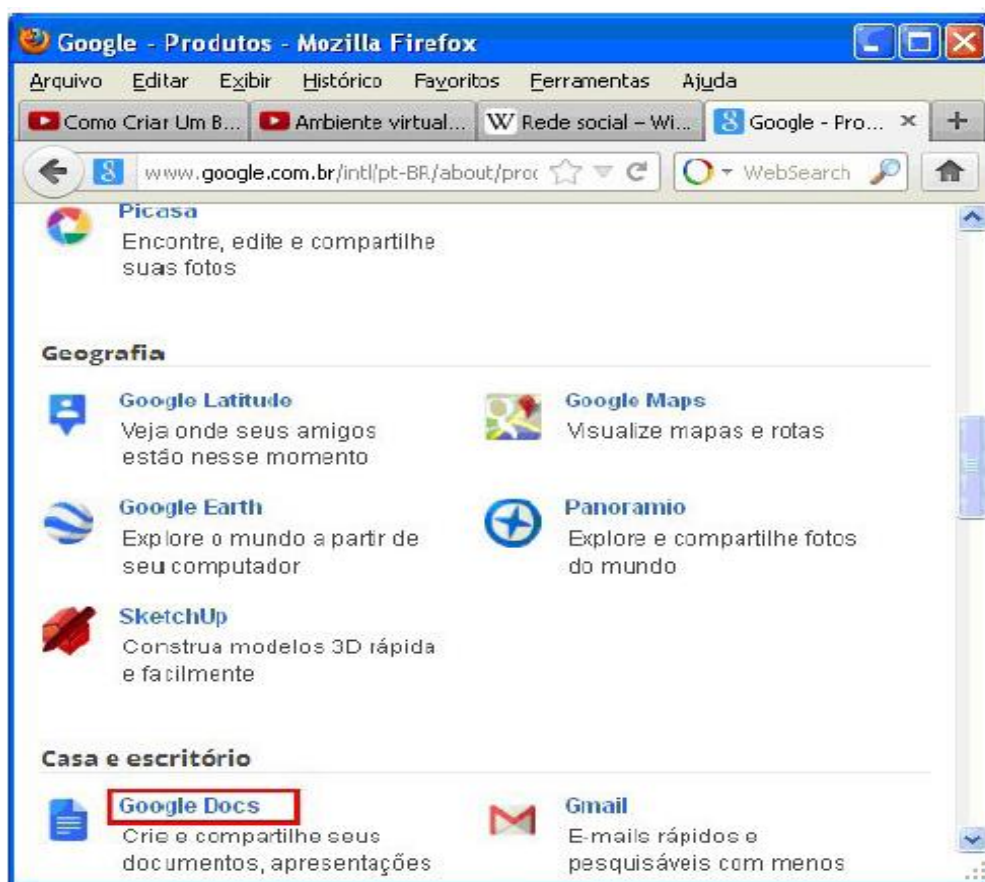 Google - Produtos - Mozilla Firefox
Arquivo Editar Exibir Histórico Favoritos Ferramentas Ajuda
Como Criar Um B... Ambiente virtual... W Rede social – Wi... 8 Google - Pro... × +
8 www.google.com.br/intl/pt-BR/about/proc WebSearch
Picasa
Encontre, edite e compartilhe
suas fotos
Geografia
Google Latitude
Veja onde seus amigos
estão nesse momento
Google Maps
Visualize mapas e rotas
Google Earth
Explore o mundo a partir de
seu computador
Panoramio
Explore e compartilhe fotos
do mundo
SketchUp
Construa modelos 3D rápida
e facilmente
Casa e escritório
Google Docs
Crie e compartilhe seus
documentos, apresentações
Gmail
E-mails rápidos e
pesquisáveis com menos